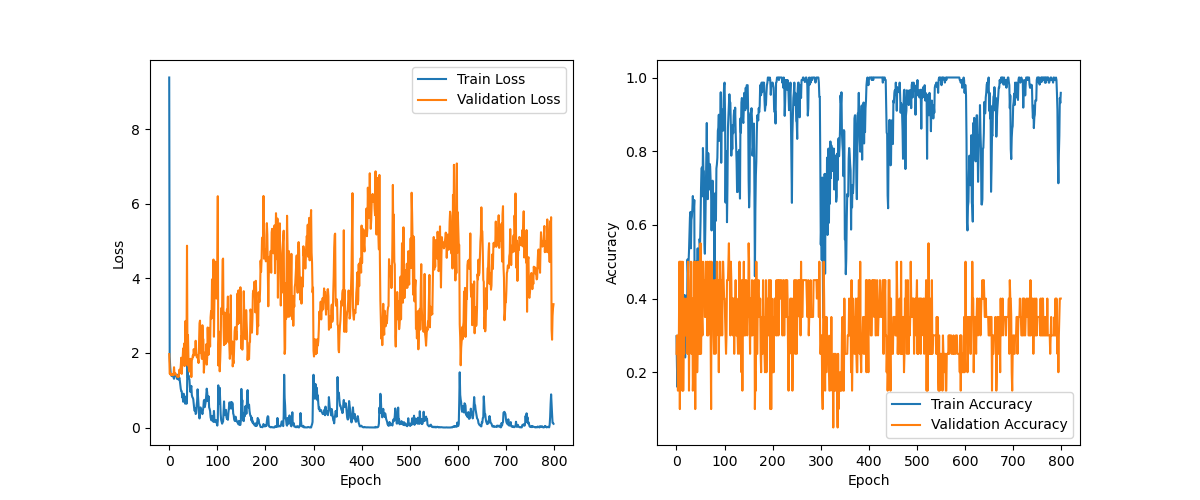 Train Loss
Validation Loss
8
6
4
2
0
Loss
0 100 200 300 400 500 600 700 800
Epoch
1.0
0.8
0.6
0.4
0.2
Accuracy
Train Accuracy
Validation Accuracy
0 100 200 300 400 500 600 700 800
Epoch